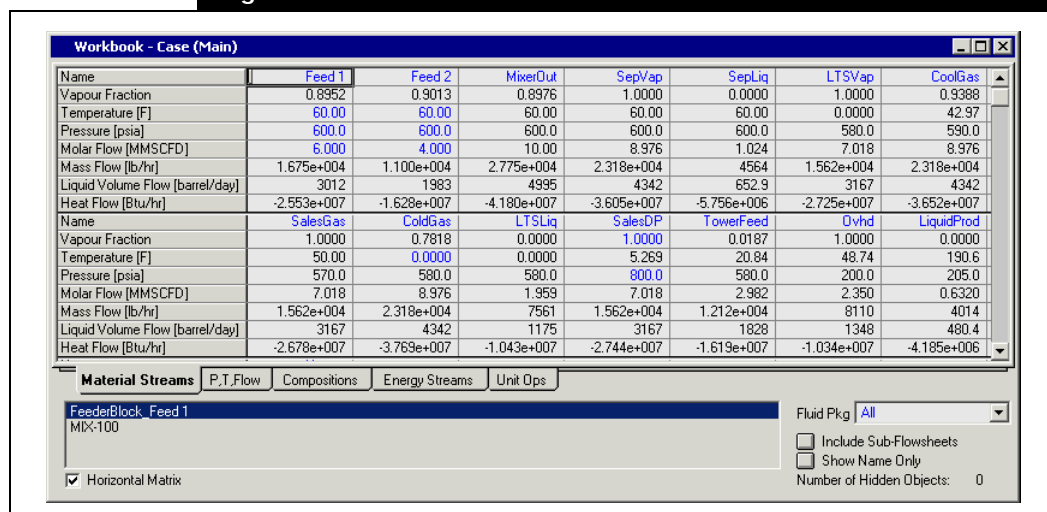 Workbook - Case (Main)
Name Feed 1 Feed 2 MixerOut SepVap SepLiq LTSVap CoolGas
Vapour Fraction 0.8952 0.9013 0.8976 1.0000 0.0000 1.0000 0.9388
Temperature [F] 60.00 60.00 60.00 60.00 60.00 0.0000 42.97
Pressure [psia] 600.0 600.0 600.0 600.0 600.0 580.0 590.0
Molar Flow [MMSCFD] 6.000 4.000 10.00 8.976 1.024 7.018 8.976
Mass Flow [lb/hr] 1.675e+004 1.100e+004 2.775e+004 2.318e+004 4564 1.562e+004 2.318e+004
Liquid Volume Flow [barrel/day] 3012 1983 4995 4342 652.9 3167 4342
Heat Flow [Btu/hr] -2.553e+007 -1.628e+007 -4.180e+007 -3.605e+007 -5.756e+006 -2.725e+007 -3.652e+007
Name SalesGas ColdGas LTSLiq SalesDP TowerFeed Ovhd LiquidProd
Vapour Fraction 1.0000 0.7818 0.0000 1.0000 0.0187 1.0000 0.0000
Temperature [F] 50.00 0.0000 0.0000 5.269 20.84 48.74 190.6
Pressure [psia] 570.0 580.0 580.0 800.0 580.0 200.0 205.0
Molar Flow [MMSCFD] 7.018 8.976 1.959 7.018 2.982 2.350 0.6320
Mass Flow [lb/hr] 1.562e+004 2.318e+004 7561 1.562e+004 1.212e+004 8110 4014
Liquid Volume Flow [barrel/day] 3167 4342 1175 3167 1828 1348 480.4
Heat Flow [Btu/hr] -2.678e+007 -3.769e+007 -1.043e+007 -2.744e+007 -1.619e+007 -1.034e+007 -4.185e+006
Material Streams P,T,Flow Compositions Energy Streams Unit Ops
FeederBlock_Feed 1
MIX-100
Fluid Pkg All
Include Sub-Flowsheets
Show Name Only
Horizontal Matrix
Number of Hidden Objects: 0